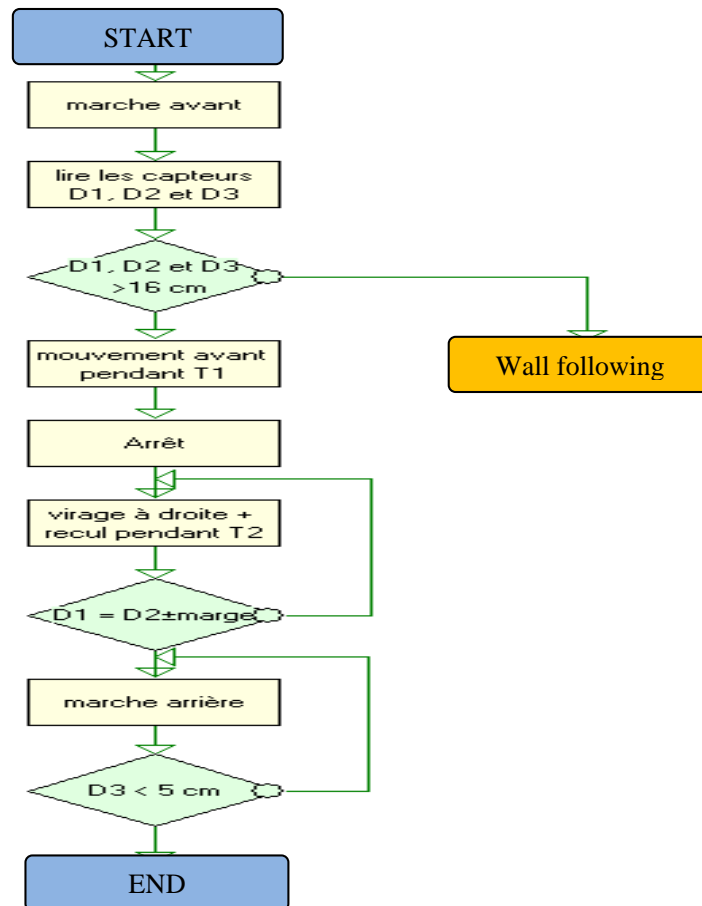 START
marche avant
lire les capteurs
D1, D2 et D3
D1, D2 et D3
>16 cm
mouvement avant
pendant T1
Wall following
Arrêt
virage à droite +
recul pendant T2
D1 = D2±marge
marche arrière
D3 < 5 cm
END